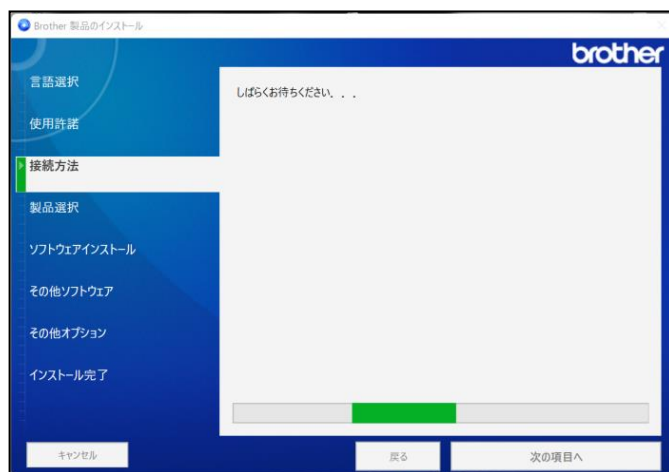 Brother 製品のインストール
brother
言語選択
使用許諾
接続方法
製品選択
ソフトウェアインストール
その他ソフトウェア
その他オプション
インストール完了
しばらくお待ちください．．．
キャンセル
戻る
次の項目へ